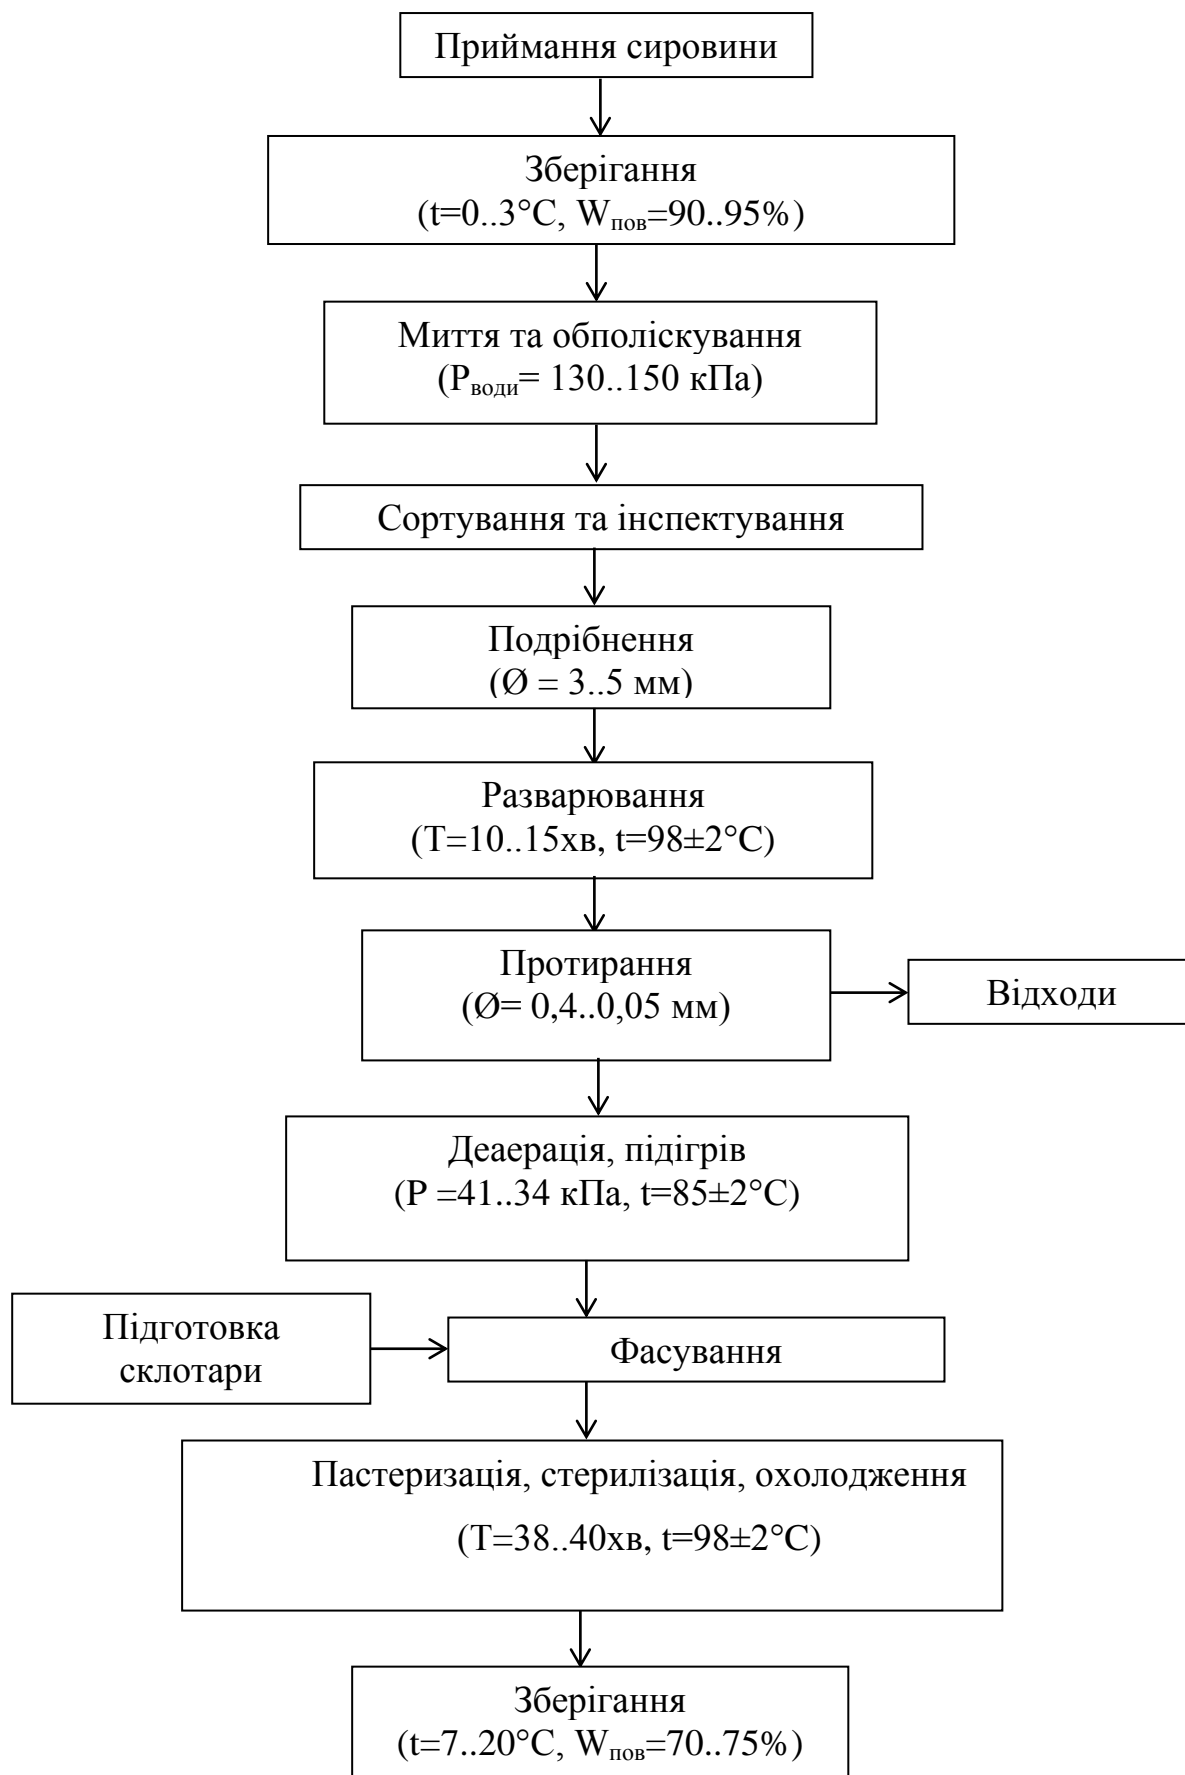 Приймання сировини
Зберігання
(t=0..3°C, Wпов=90..95%)
Миття та обполіскування
(Pводи= 130..150 кПа)
Сортування та інспектування
Подрібнення
(Ø = 3..5 мм)
Разварювання
(T=10..15хв, t=98±2°C)
Протирання
(Ø= 0,4..0,05 мм)
Відходи
Деаерація, підігрів
(P =41..34 кПа, t=85±2°C)
Підготовка
склотари
Фасування
Пастеризація, стерилізація, охолодження
(T=38..40хв, t=98±2°C)
Зберігання
(t=7..20°C, Wпов=70..75%)